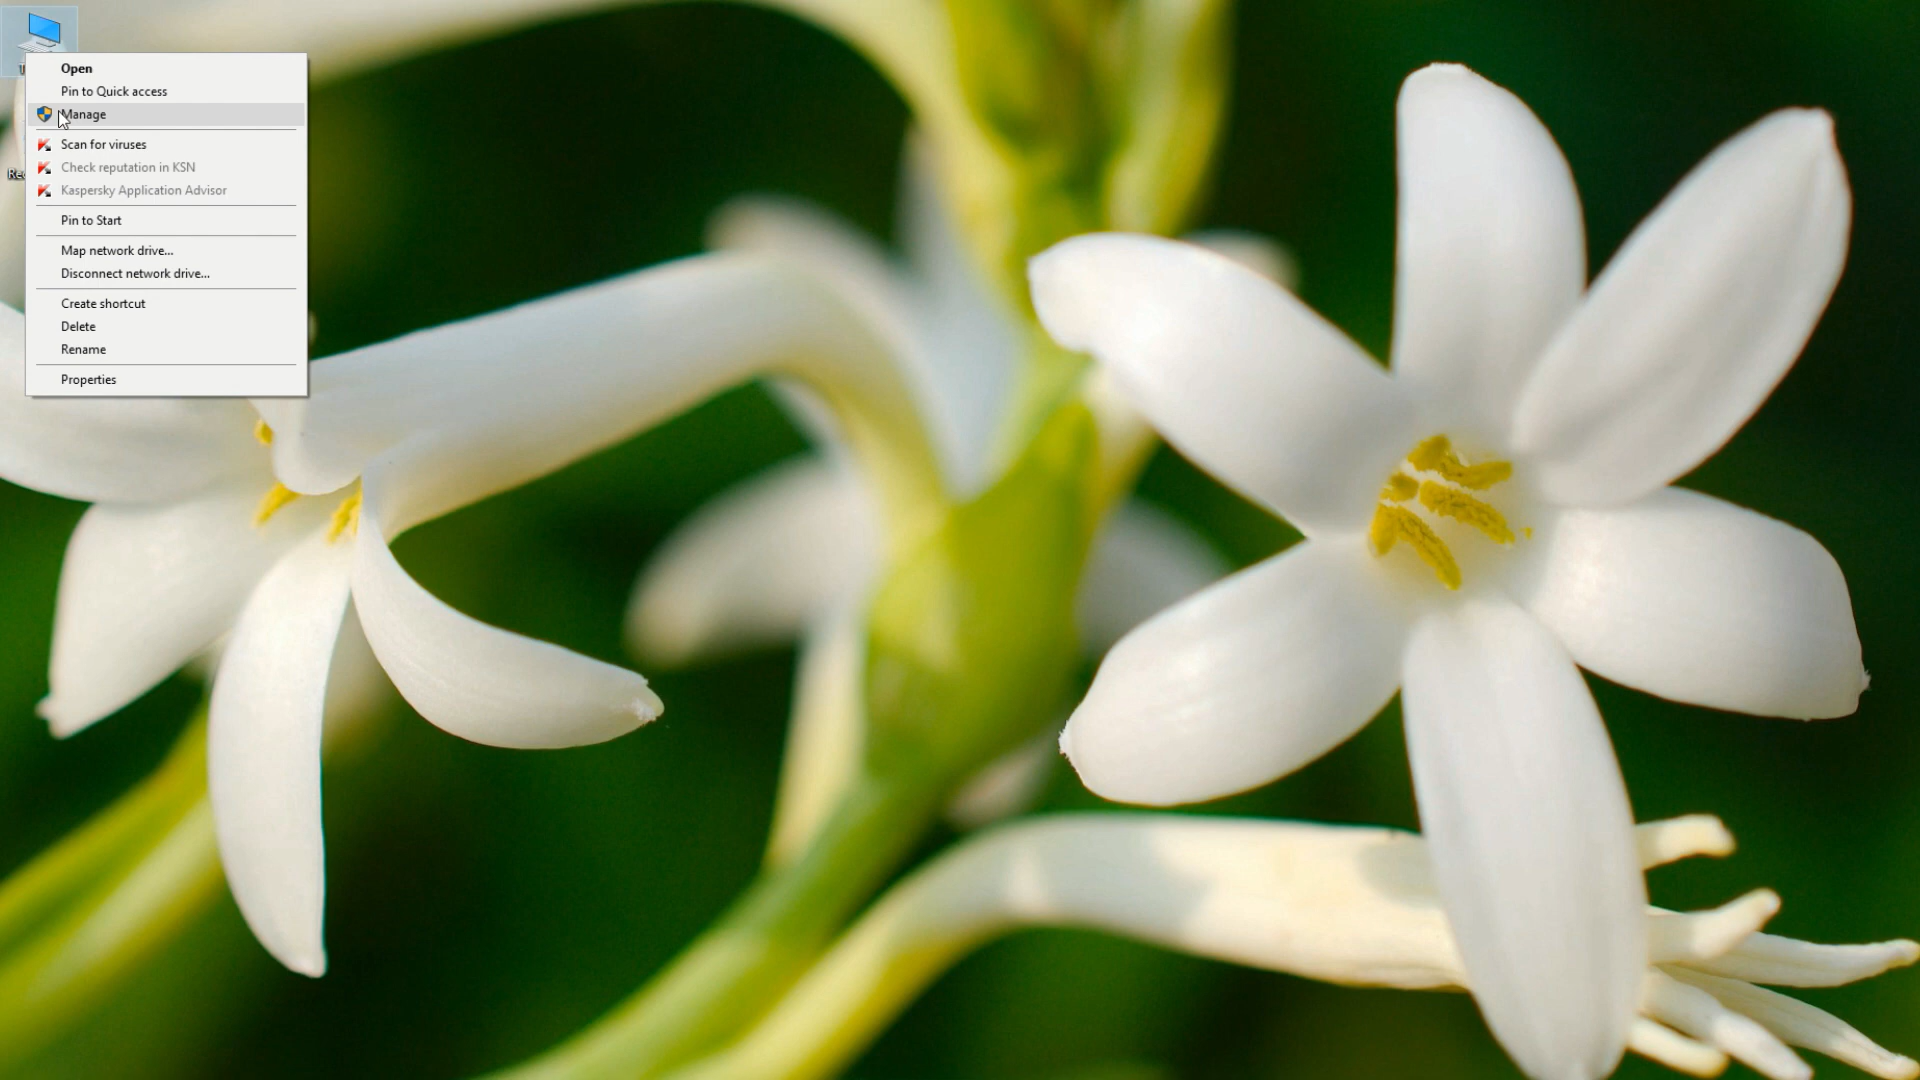 Open
Pin to Quick access
Manage
Scan for viruses
Check reputation in KSN
Kaspersky Application Advisor
Pin to Start
Map network drive...
Disconnect network drive...
Create shortcut
Delete
Rename
Properties